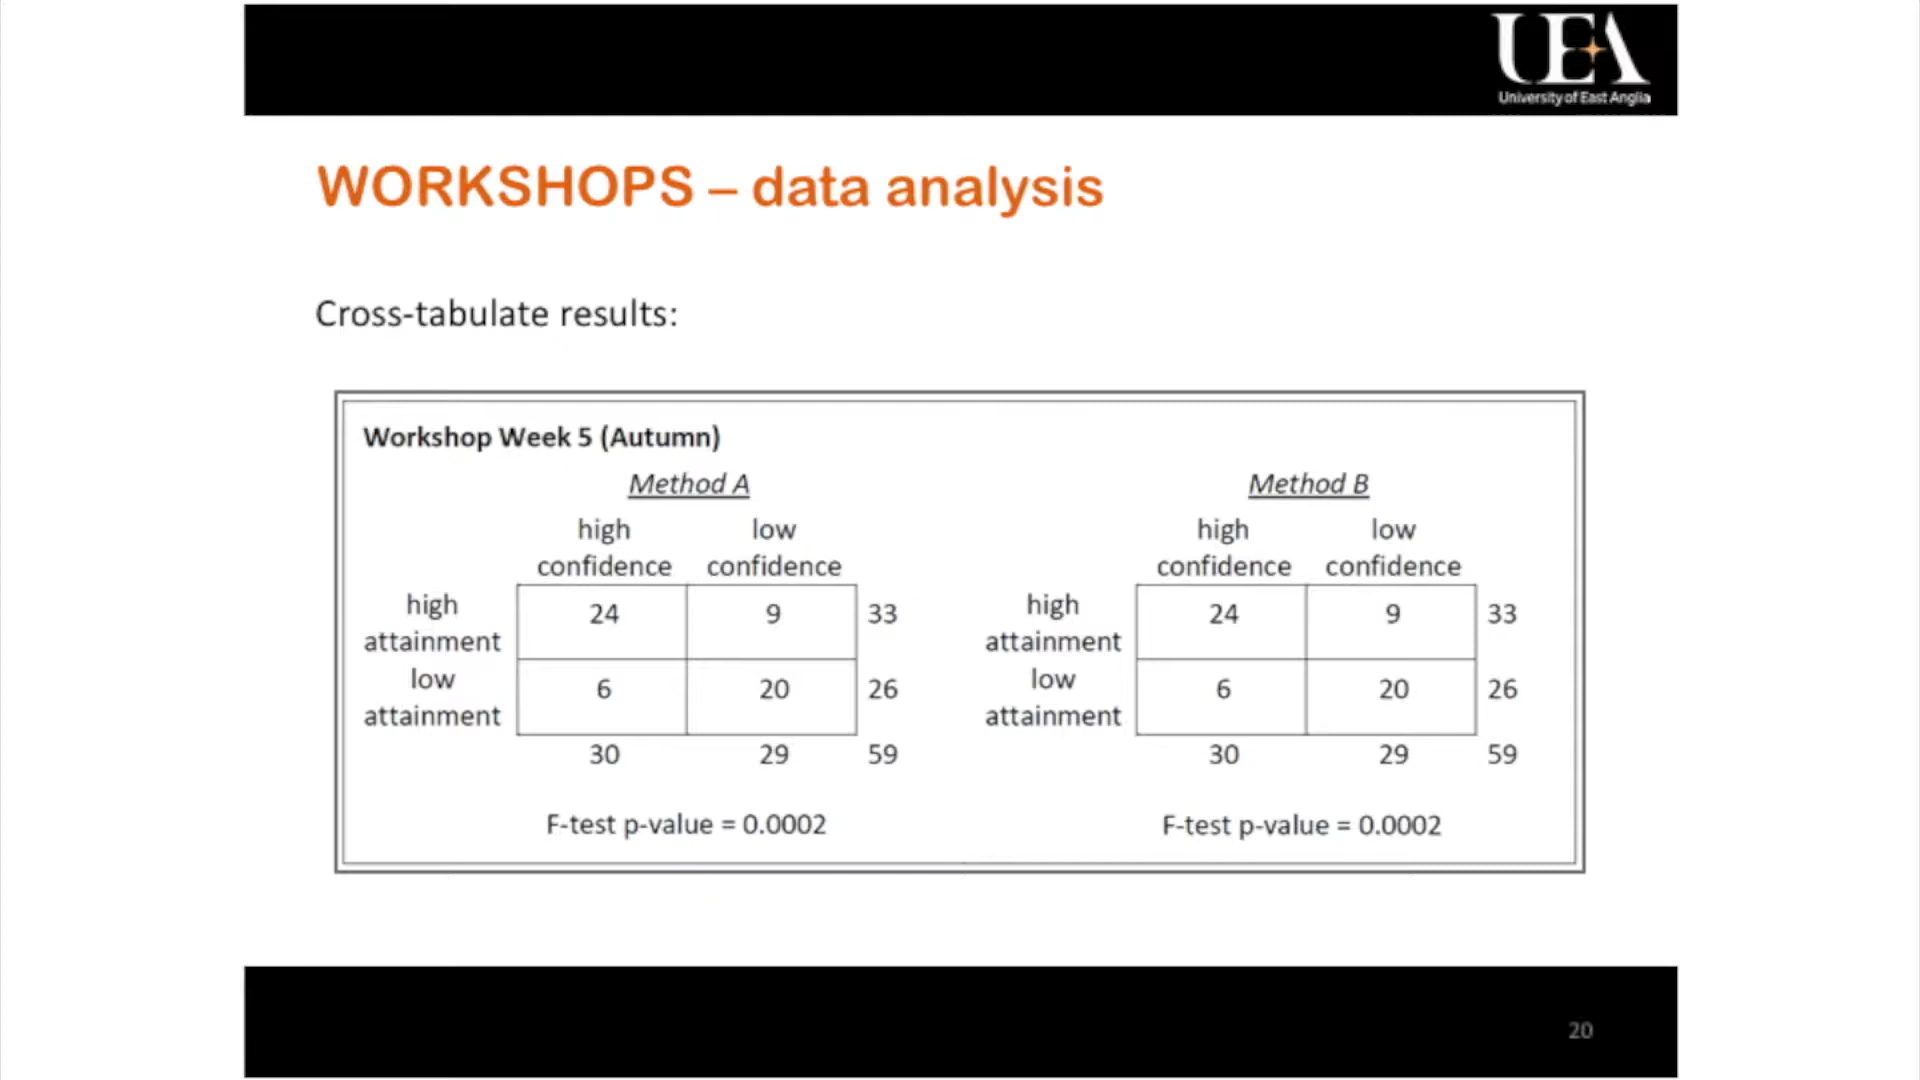 UEA
University of East Anglia
WORKSHOPS – data analysis
Cross-tabulate results:
Workshop Week 5 (Autumn)
Method A
high low
confidence confidence
high
attainment
24 9 33
low
attainment
6 20 26
30 29 59
F-test p-value = 0.0002
Method B
high low
confidence confidence
high
attainment
24 9 33
low
attainment
6 20 26
30 29 59
F-test p-value = 0.0002
20